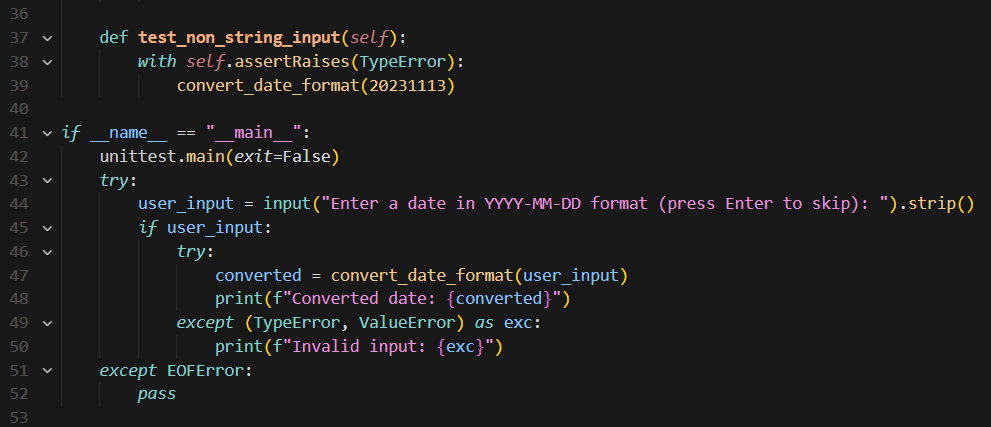 36
37 def test_non_string_input(self):
38 with self.assertRaises(TypeError):
39 convert_date_format(20231113)
40
41 if __name__ == "__main__":
42 unittest.main(exit=False)
43 try:
44 user_input = input("Enter a date in YYYY-MM-DD format (press Enter to skip): ").strip()
45 if user_input:
46 try:
47 converted = convert_date_format(user_input)
48 print(f"Converted date: {converted}")
49 except (TypeError, ValueError) as exc:
50 print(f"Invalid input: {exc}")
51 except EOFError:
52 pass
53